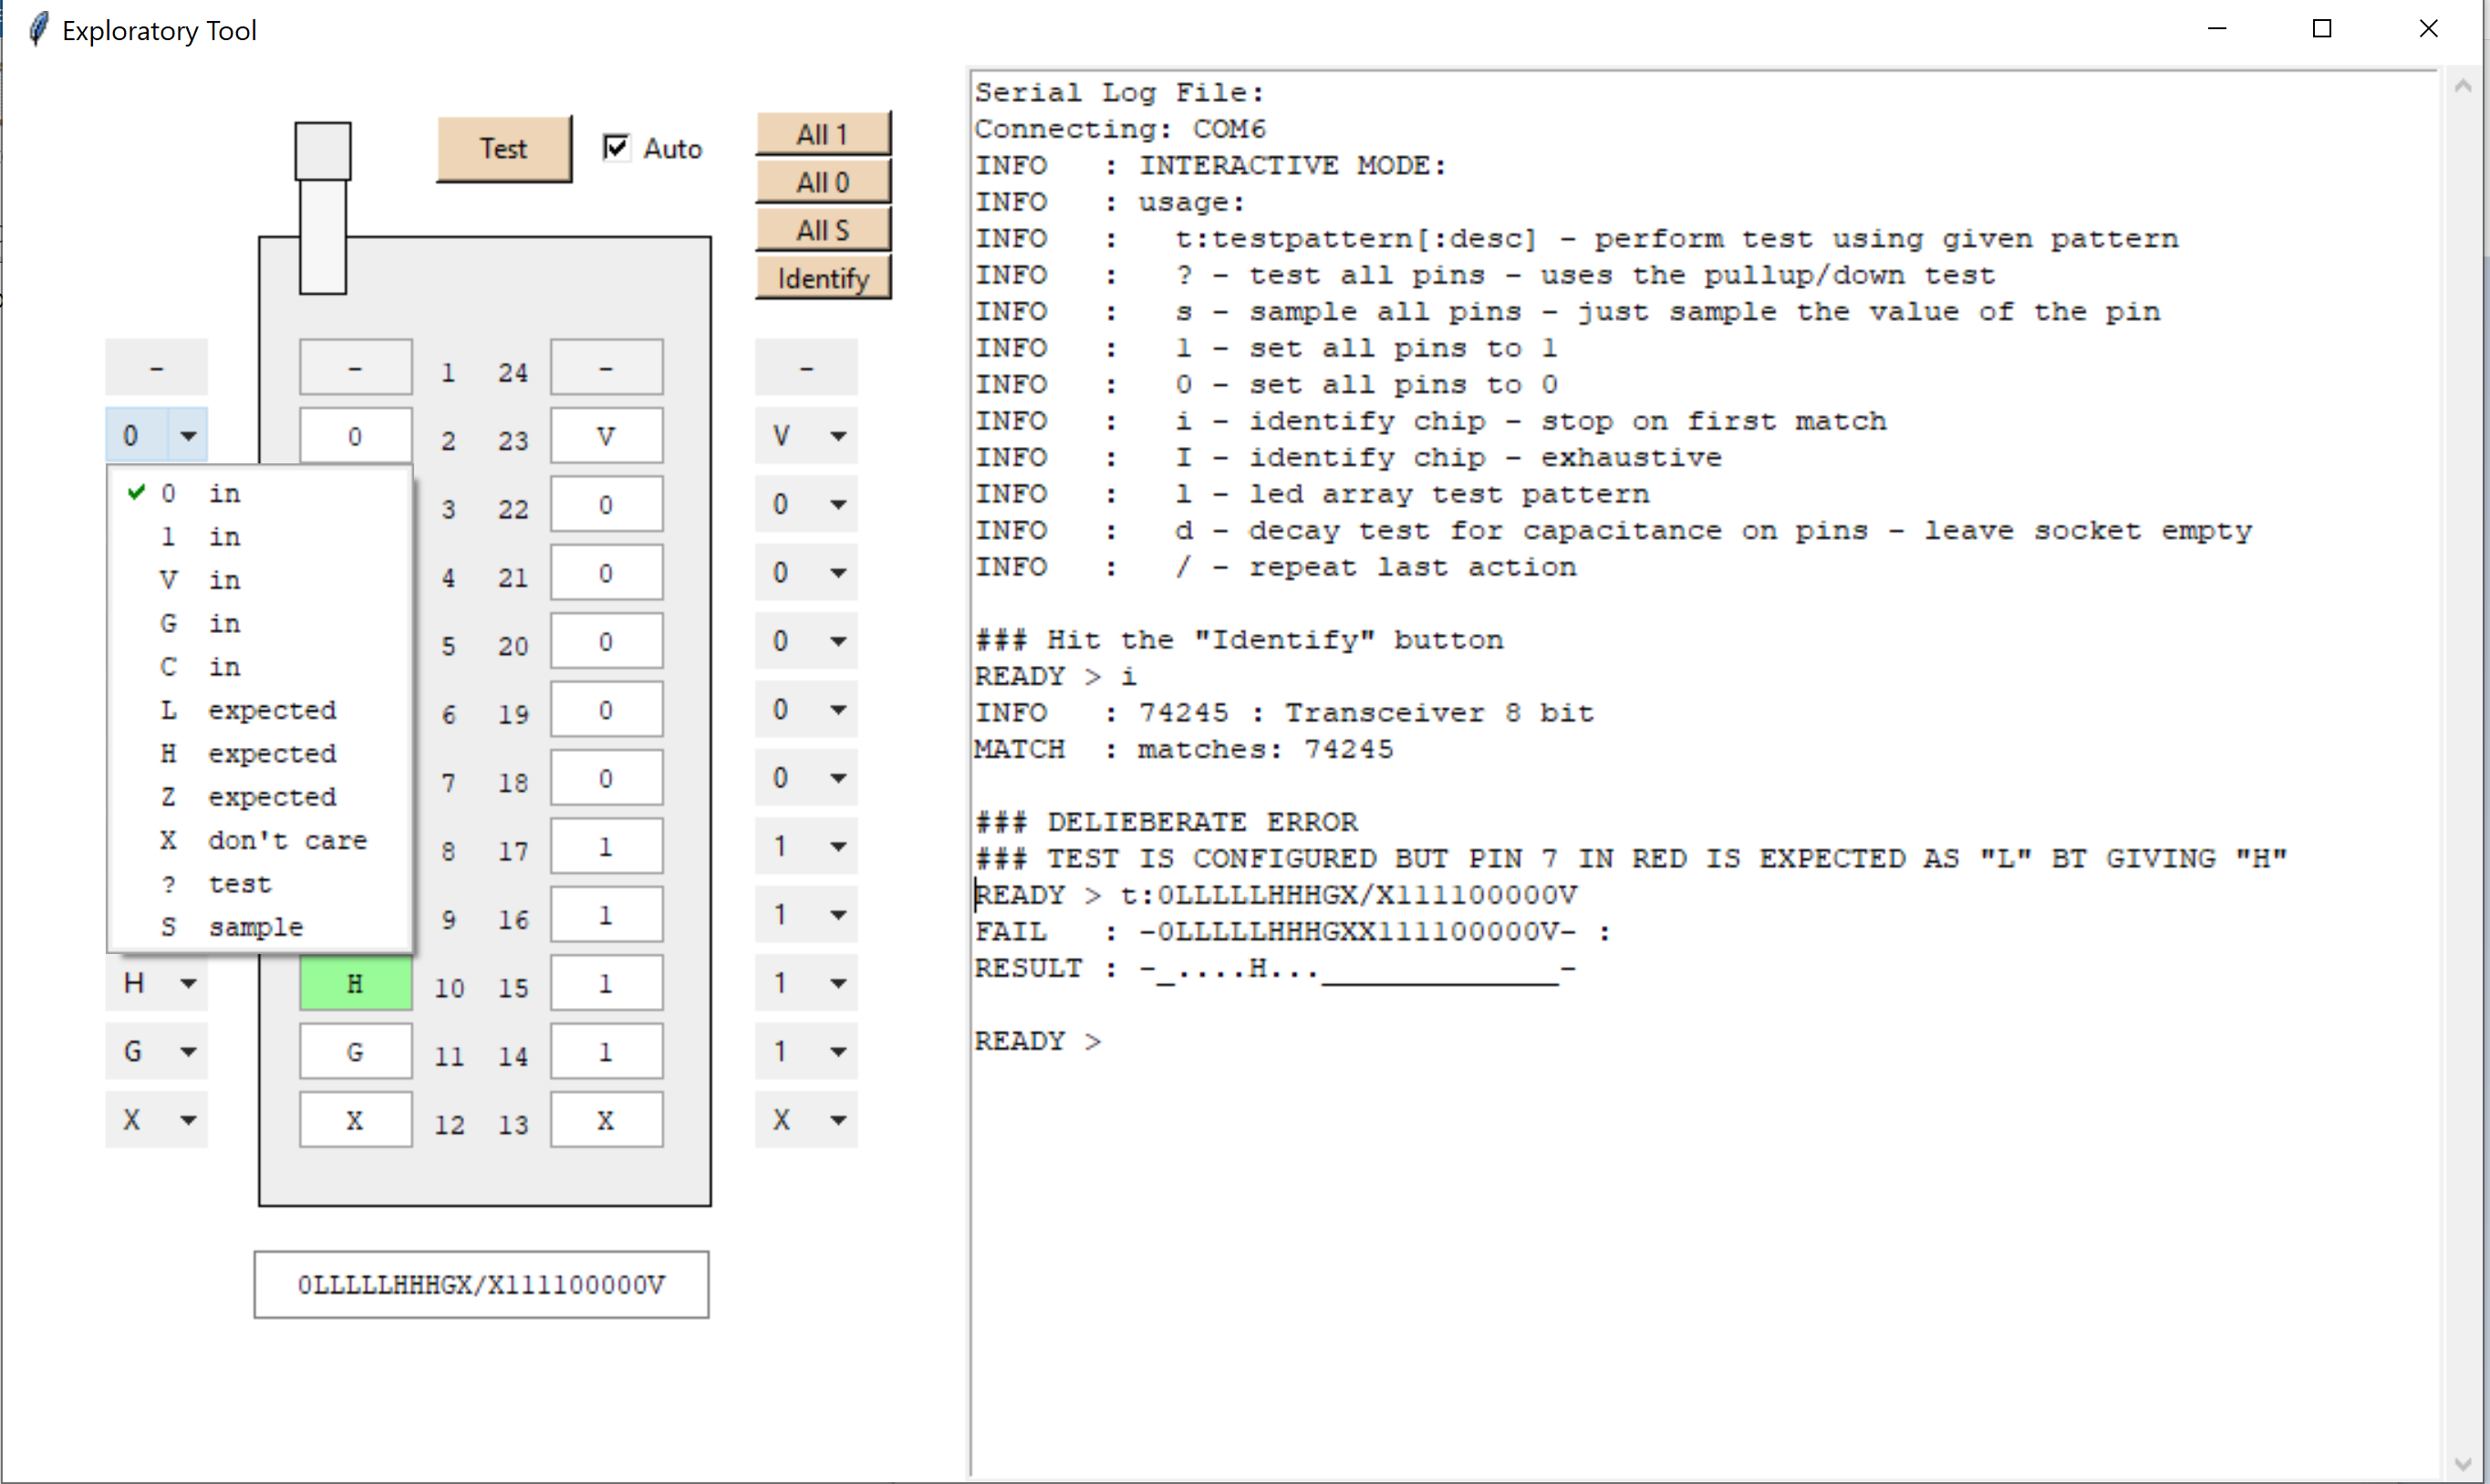 Exploratory Tool
Test
Auto
All 1
All 0
All S
Identify
- - 1 24 - -
0 0 2 23 V V
3 22 0 0
4 21 0 0
5 20 0 0
6 19 0 0
7 18 0 0
8 17 1 1
9 16 1 1
H H 10 15 1 1
G G 11 14 1 1
X X 12 13 X X
0 in
1 in
V in
G in
C in
L expected
H expected
Z expected
X don't care
? test
S sample
0LLLLLHHHGX/X111100000V
Serial Log File:
Connecting: COM6
INFO : INTERACTIVE MODE:
INFO : usage:
INFO : t:testpattern[:desc] - perform test using given pattern
INFO : ? - test all pins - uses the pullup/down test
INFO : s - sample all pins - just sample the value of the pin
INFO : 1 - set all pins to 1
INFO : 0 - set all pins to 0
INFO : i - identify chip - stop on first match
INFO : I - identify chip - exhaustive
INFO : l - led array test pattern
INFO : d - decay test for capacitance on pins - leave socket empty
INFO : / - repeat last action
### Hit the "Identify" button
READY > i
INFO : 74245 : Transceiver 8 bit
MATCH : matches: 74245
### DELIEBERATE ERROR
### TEST IS CONFIGURED BUT PIN 7 IN RED IS EXPECTED AS "L" BT GIVING "H"
READY > t:0LLLLLHHHGX/X111100000V
FAIL : -0LLLLLHHHGXX111100000V- :
RESULT : -_....H..._____________-
READY >